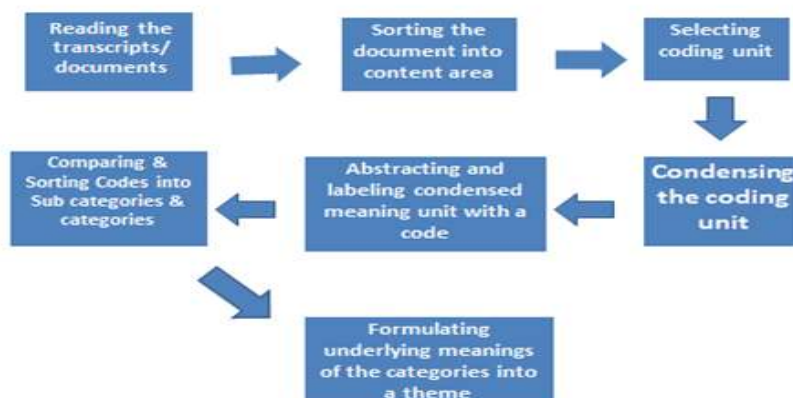 Reading the
transcripts/
documents
Sorting the
document into
content area
Selecting
coding unit
Condensing
the coding
unit
Abstracting and
labeling condensed
meaning unit with a
code
Comparing &
Sorting Codes into
Sub categories &
categories
Formulating
underlying meanings
of the categories into
a theme